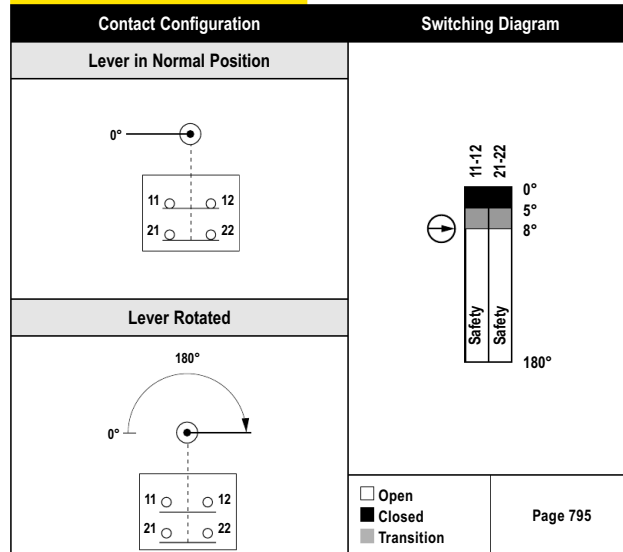 Contact Configuration
Switching Diagram
Lever in Normal Position
0°
11 12
21 22
Lever Rotated
180°
0°
11 12
21 22
11-12
21-22
0°
5°
8°
Safety
Safety
180°
Open
Closed
Transition
Page 795